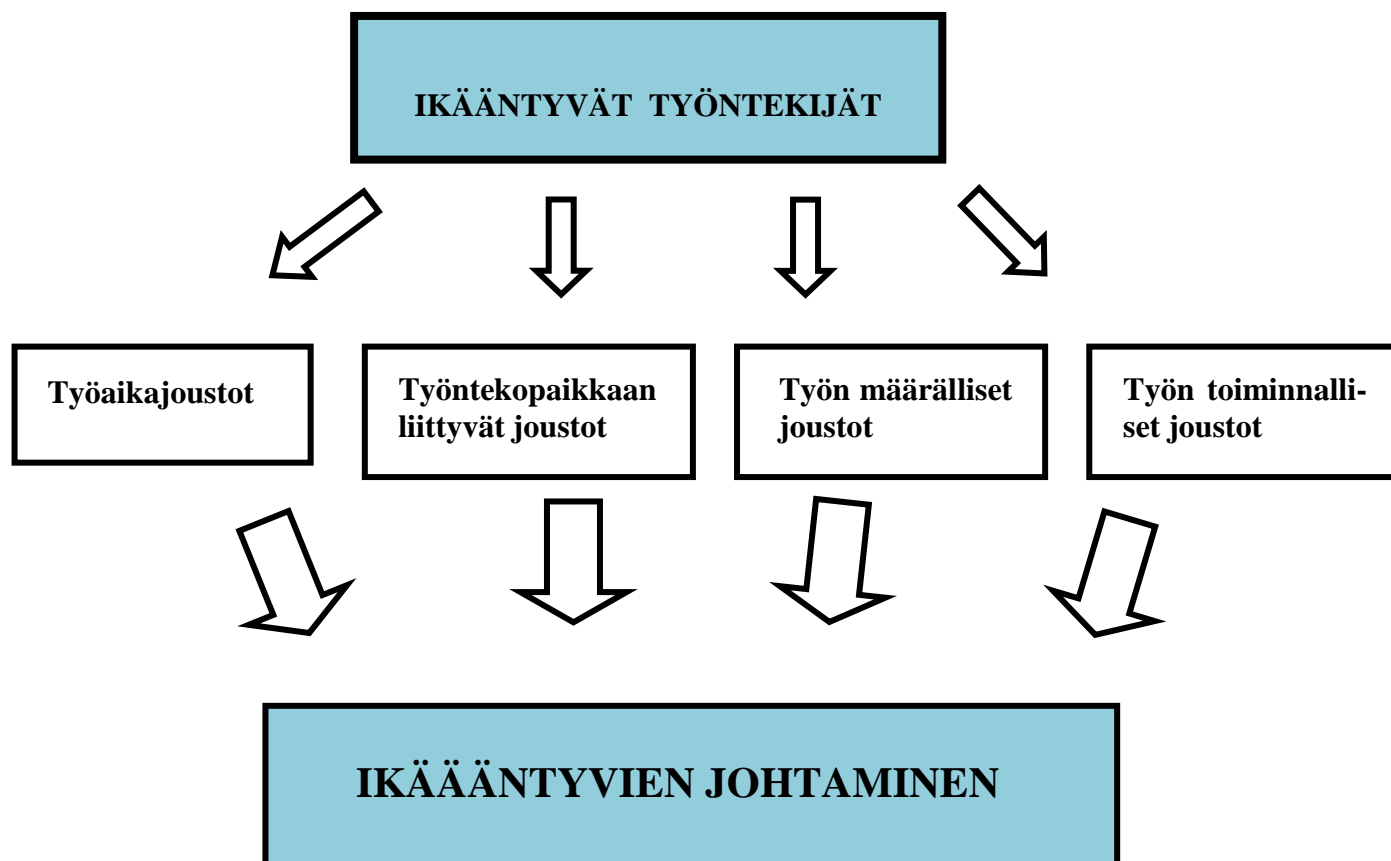 IKÄÄNTYVÄT TYÖNTEKIJÄT
Työaikajoustot
Työntekopaikkaan
liittyvät joustot
Työn määrälliset
joustot
Työn toiminnalli-
set joustot
IKÄÄÄNTYVIEN JOHTAMINEN